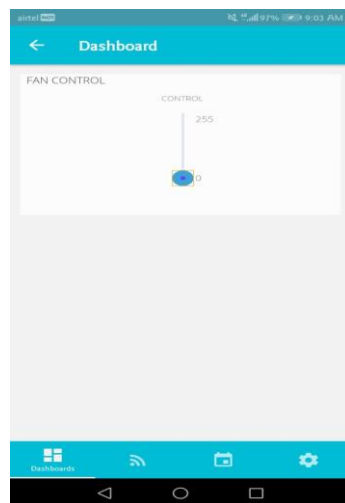 airtel 97% 9:03 AM
Dashboard
FAN CONTROL
CONTROL
255
0
Dashboards